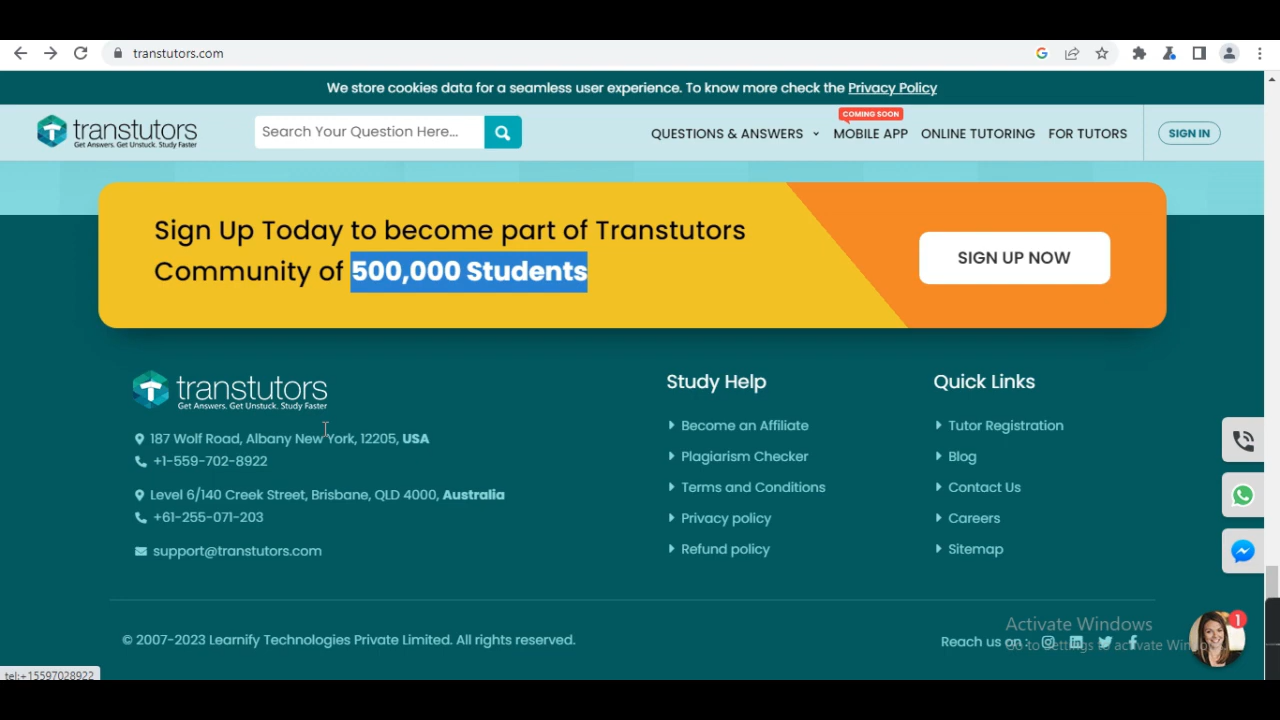 transtutors.com
We store cookies data for a seamless user experience. To know more check the Privacy Policy
transtutors
Get Answers. Get Unstuck. Study Faster
Search Your Question Here...
COMING SOON
QUESTIONS & ANSWERS MOBILE APP ONLINE TUTORING FOR TUTORS SIGN IN
Sign Up Today to become part of Transtutors
Community of 500,000 Students
SIGN UP NOW
transtutors
Get Answers. Get Unstuck. Study Faster
187 Wolf Road, Albany New York, 12205, USA
+1-559-702-8922
Level 6/140 Creek Street, Brisbane, QLD 4000, Australia
+61-255-071-203
support@transtutors.com
Study Help
Become an Affiliate
Plagiarism Checker
Terms and Conditions
Privacy policy
Refund policy
Quick Links
Tutor Registration
Blog
Contact Us
Careers
Sitemap
© 2007-2023 Learnify Technologies Private Limited. All rights reserved.
Reach us on :
Activate Windows
Go to Settings to activate Windows.
1
tel:+15597028922